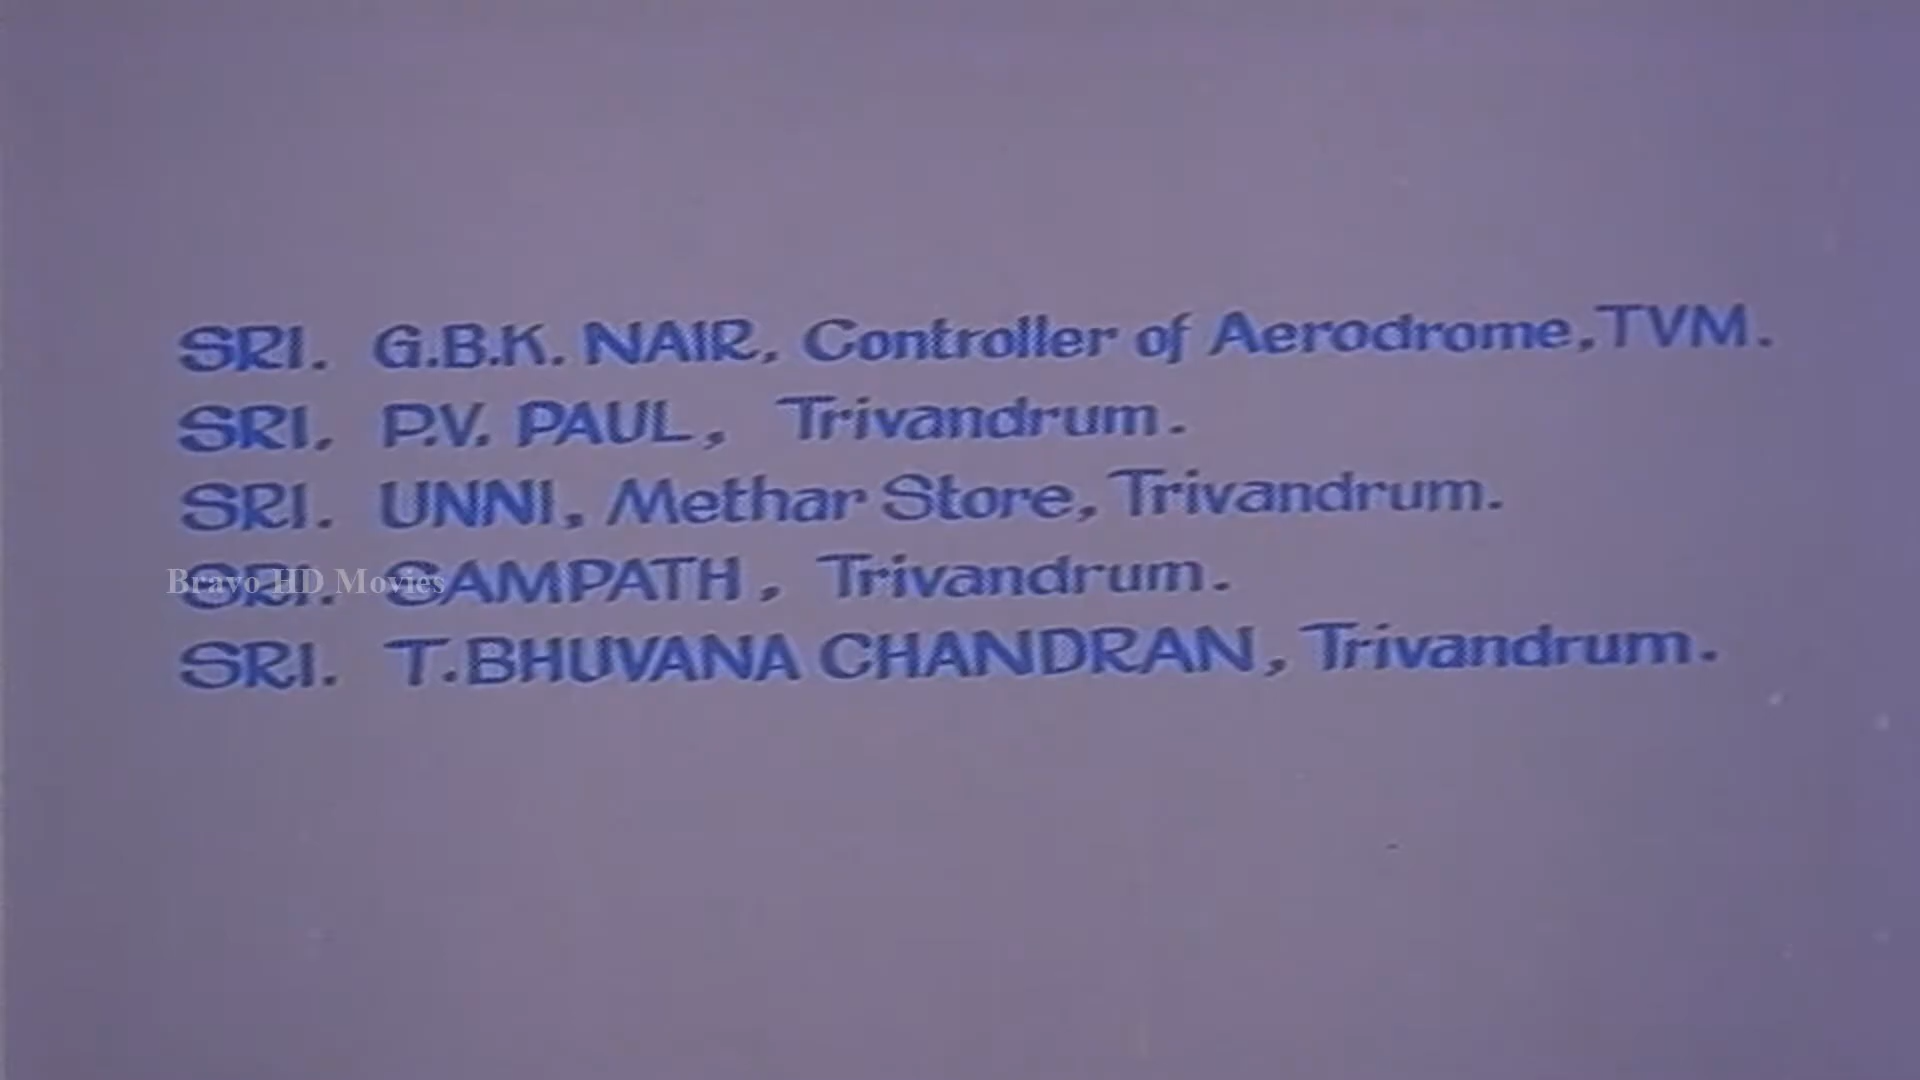 SRI. G.B.K. NAIR, Controller of Aerodrome, TVM.
SRI. P.V. PAUL, Trivandrum.
SRI. UNNI, Methar Store, Trivandrum.
SRI. SAMPATH, Trivandrum.
Bravo HD Movies
SRI. T. BHUVANA CHANDRAN, Trivandrum.